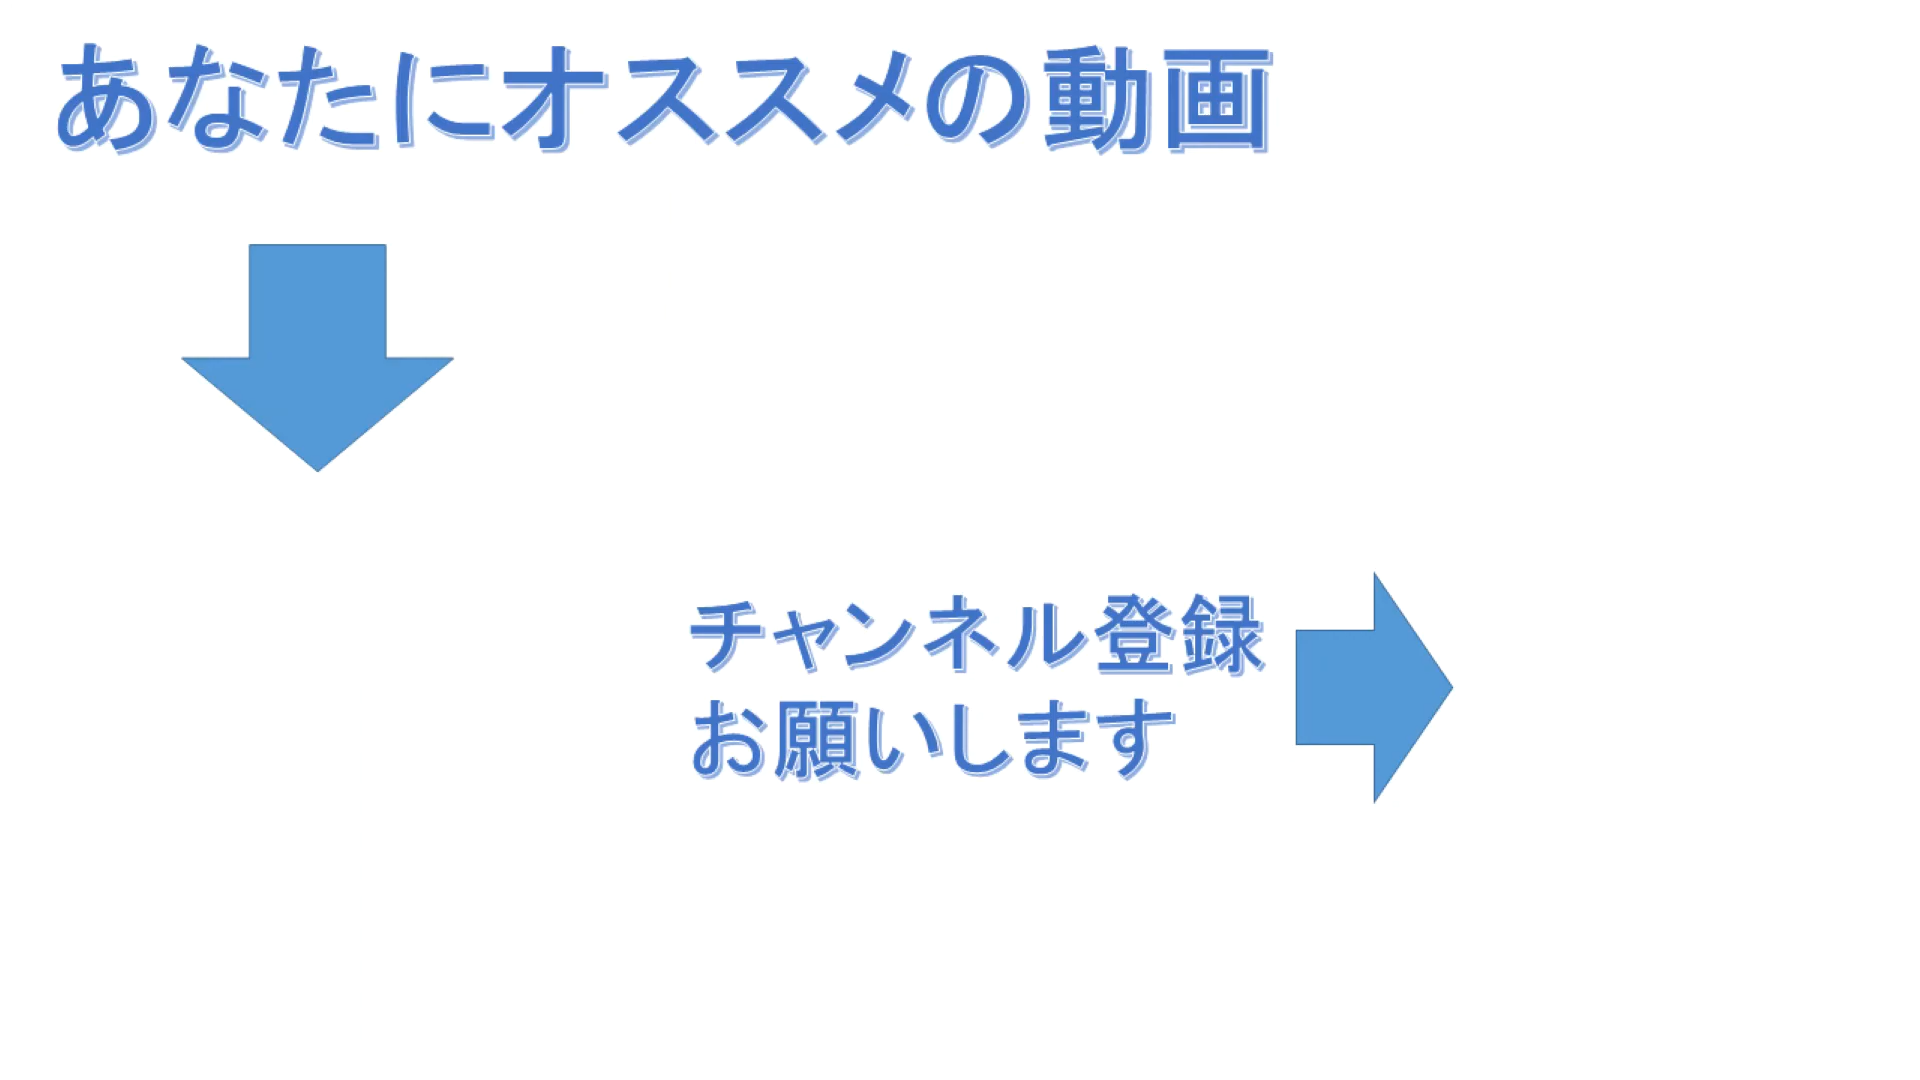 あなたにオススメの動画
チャンネル登録
お願いします